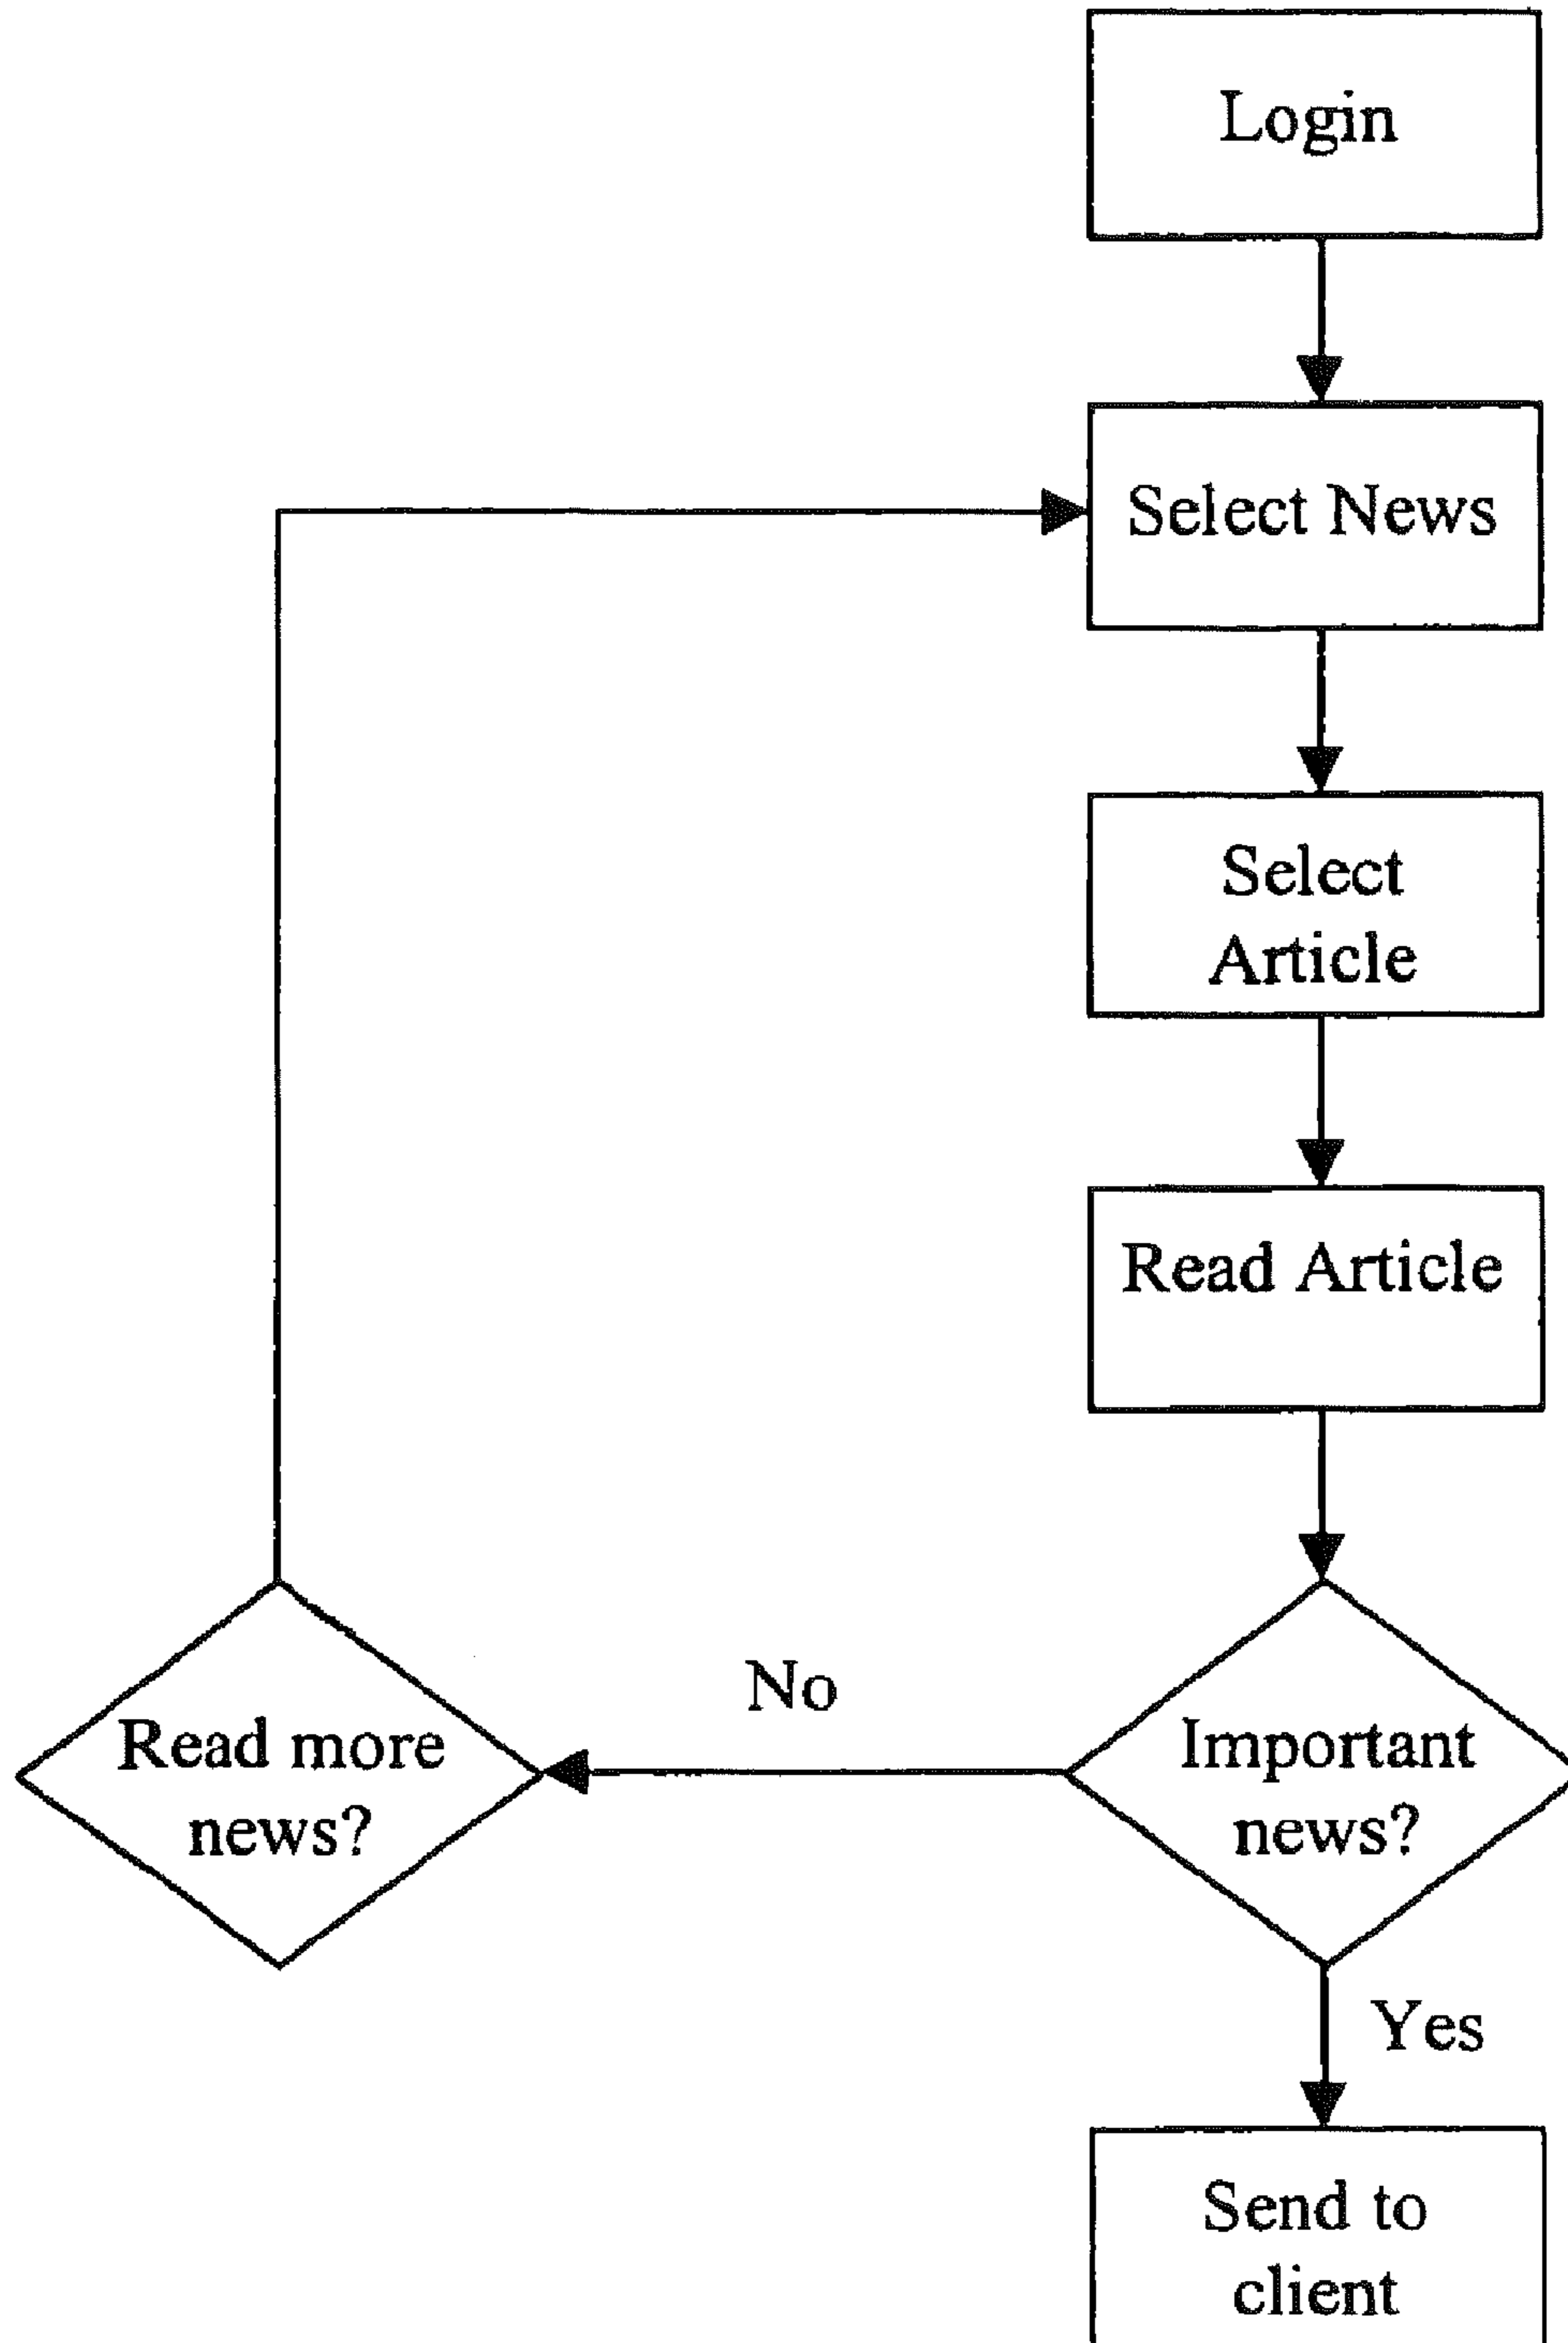 Login
Select News
Select
Article
Read Article
No
Read more
news?
Important
news?
Yes
Send to
client